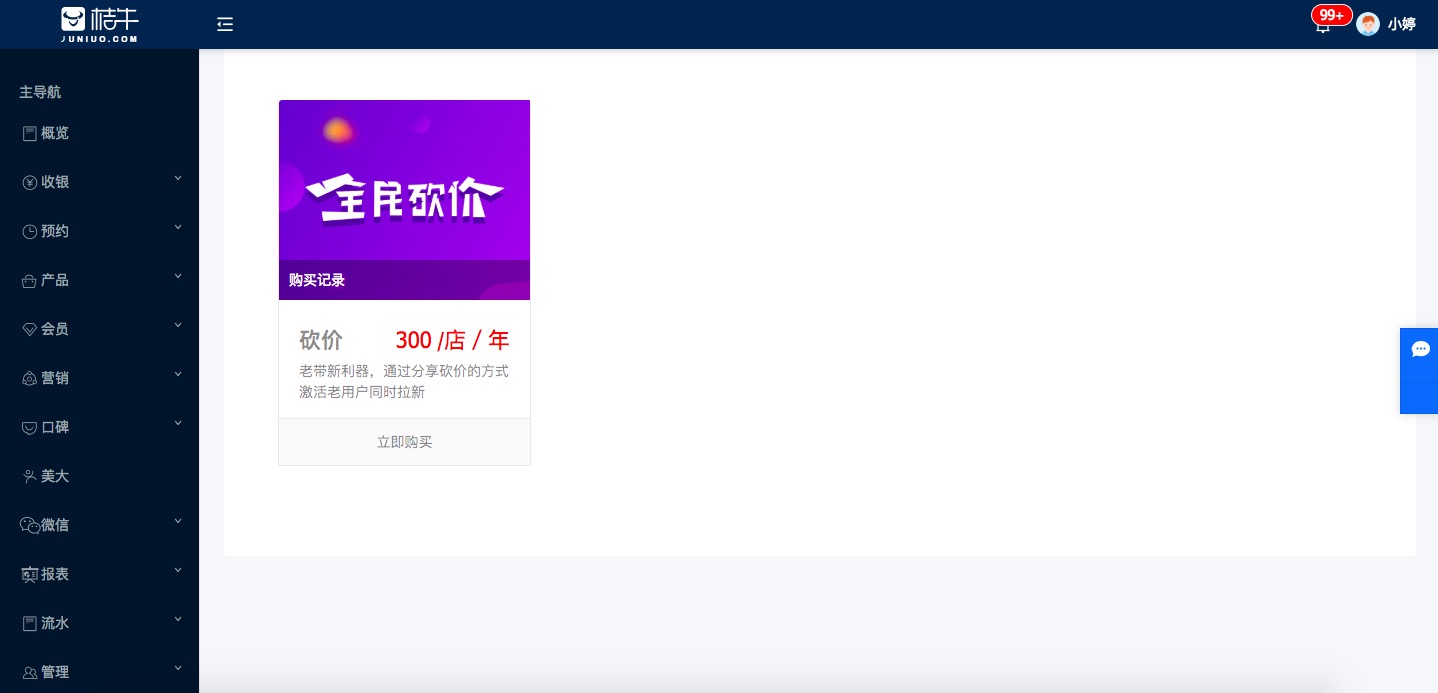 桔牛
JUNIUO.COM
99+
小婷
主导航
概览
收银
预约
产品
会员
营销
口碑
美大
微信
报表
流水
管理
全民砍价
购买记录
砍价 300 /店 / 年
老带新利器，通过分享砍价的方式
激活老用户同时拉新
立即购买